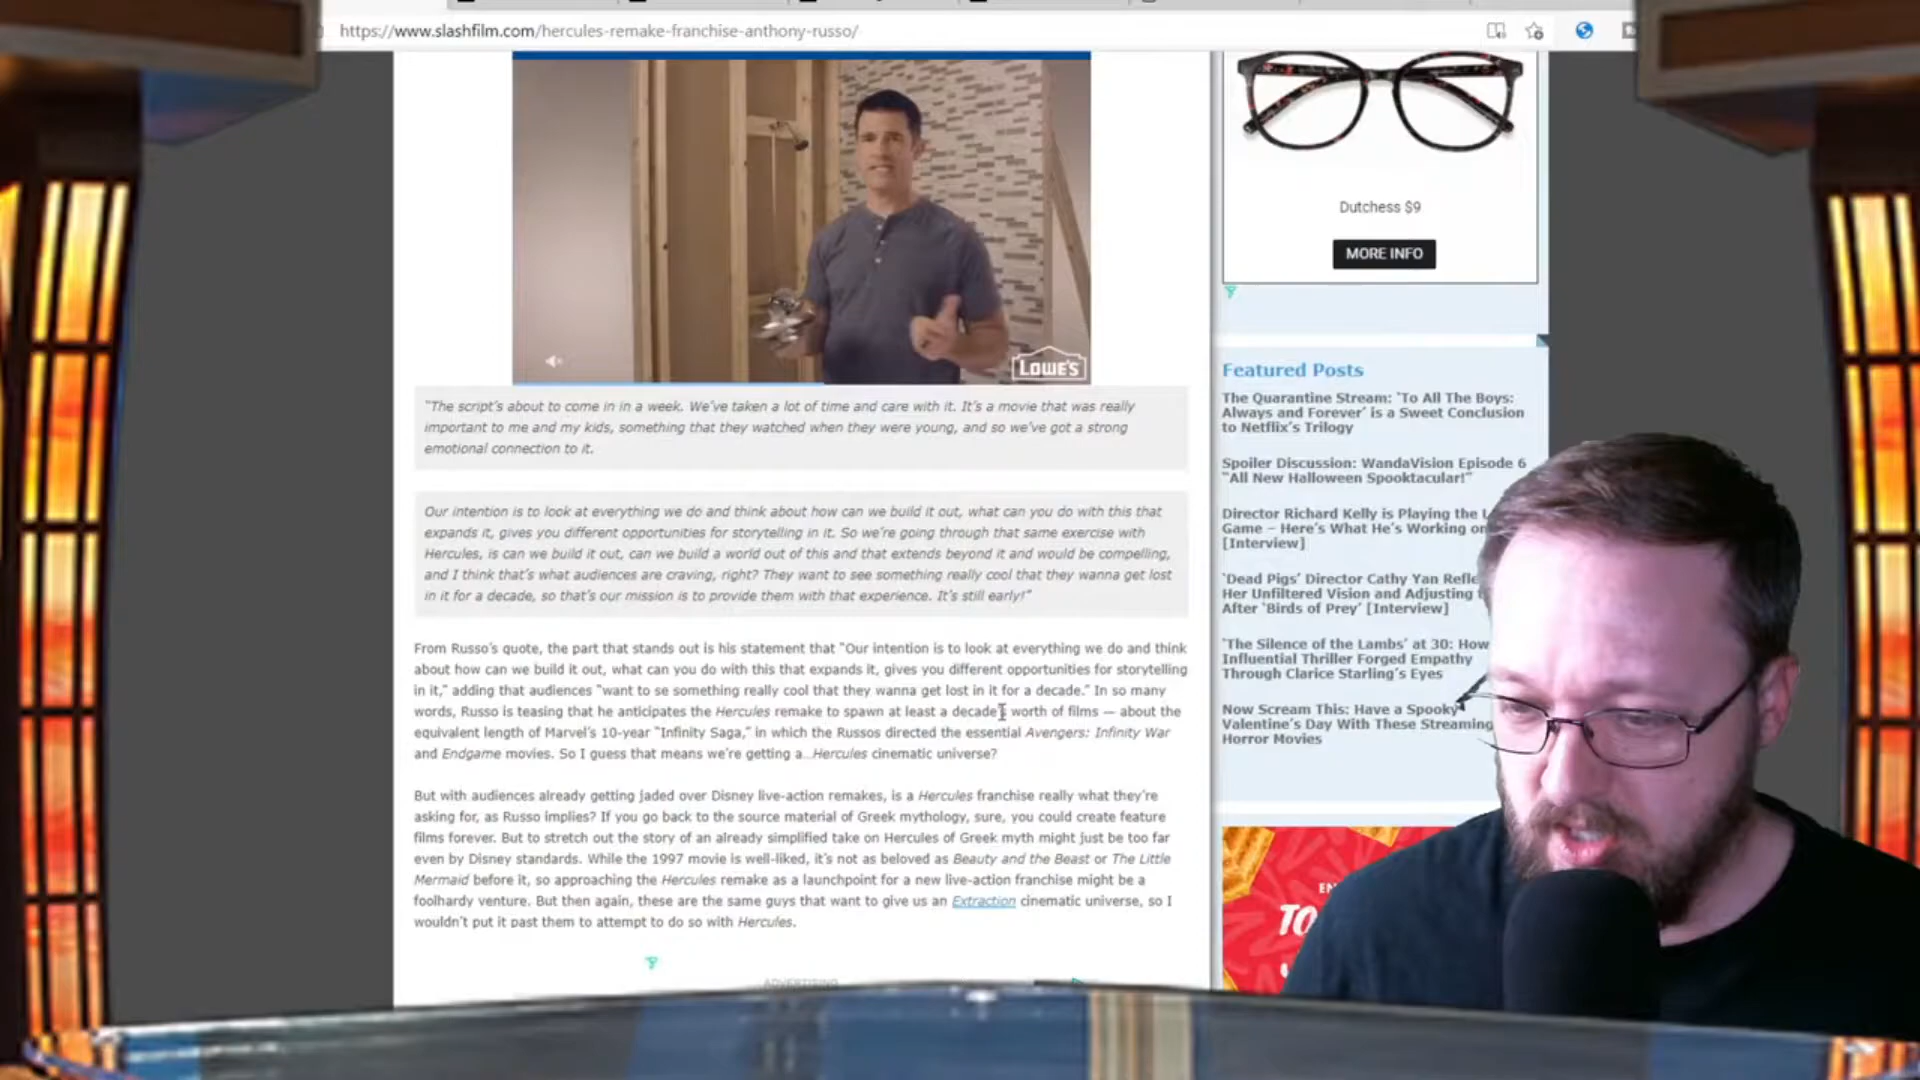 https://www.slashfilm.com/hercules-remake-franchise-anthony-russo/
Dutchess $9
MORE INFO
LOWE'S
"The script's about to come in in a week. We've taken a lot of time and care with it. It's a movie that was really
important to me and my kids, something that they watched when they were young, and so we've got a strong
emotional connection to it.
Our intention is to look at everything we do and think about how can we build it out, what can you do with this that
expands it, gives you different opportunities for storytelling in it. So we're going through that same exercise with
Hercules, is can we build it out, can we build a world out of this and that extends beyond it and would be compelling,
and I think that's what audiences are craving, right? They want to see something really cool that they wanna get lost
in it for a decade, so that's our mission is to provide them with that experience. It's still early!"
From Russo's quote, the part that stands out is his statement that "Our intention is to look at everything we do and think
about how can we build it out, what can you do with this that expands it, gives you different opportunities for storytelling
in it," adding that audiences "want to se something really cool that they wanna get lost in it for a decade." In so many
words, Russo is teasing that he anticipates the Hercules remake to spawn at least a decade's worth of films — about the
equivalent length of Marvel's 10-year "Infinity Saga," in which the Russos directed the essential Avengers: Infinity War
and Endgame movies. So I guess that means we're getting a…Hercules cinematic universe?
But with audiences already getting jaded over Disney live-action remakes, is a Hercules franchise really what they're
asking for, as Russo implies? If you go back to the source material of Greek mythology, sure, you could create feature
films forever. But to stretch out the story of an already simplified take on Hercules of Greek myth might just be too far
even by Disney standards. While the 1997 movie is well-liked, it's not as beloved as Beauty and the Beast or The Little
Mermaid before it, so approaching the Hercules remake as a launchpoint for a new live-action franchise might be a
foolhardy venture. But then again, these are the same guys that want to give us an Extraction cinematic universe, so I
wouldn't put it past them to attempt to do so with Hercules.
ADVERTISING
Featured Posts
The Quarantine Stream: 'To All The Boys:
Always and Forever' is a Sweet Conclusion
to Netflix's Trilogy
Spoiler Discussion: WandaVision Episode 6
"All New Halloween Spooktacular!"
Director Richard Kelly is Playing the
Game – Here's What He's Working on
[Interview]
'Dead Pigs' Director Cathy Yan
Her Unfiltered Vision and Adjusting
After 'Birds of Prey' [Interview]
'The Silence of the Lambs' at 30: How
Influential Thriller Forged Empathy
Through Clarice Starling's Eyes
Now Scream This: Have a Spooky
Valentine's Day With These Streaming
Horror Movies